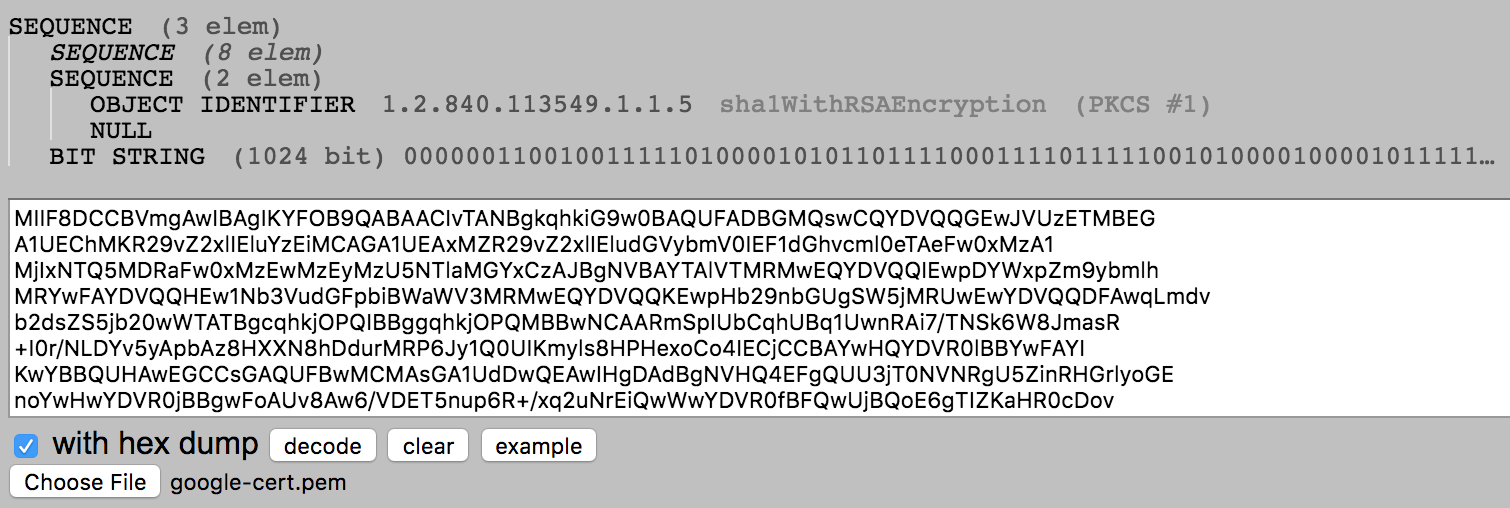 SEQUENCE (3 elem)
SEQUENCE (8 elem)
SEQUENCE (2 elem)
OBJECT IDENTIFIER 1.2.840.113549.1.1.5 sha1WithRSAEncryption (PKCS #1)
NULL
BIT STRING (1024 bit) 000000110010011111010000101011011110001111011111001010000100001011111…
MIIF8DCCBVmgAwIBAgIKYFOB9QABAACIvTANBgkqhkiG9w0BAQUFADBGMQswCQYDVQQGEwJVUzETMBEG
A1UEChMKR29vZ2xlIEluYzEiMCAGA1UEAxMZR29vZ2xlIEludGVybmV0IEF1dGhvcml0eTAeFw0xMzA1
MjIxNTQ5MDRaFw0xMzEwMzEyMzU5NTlaMGYxCzAJBgNVBAYTAlVTMRMwEQYDVQQIEwpDYWxpZm9ybmlh
MRYwFAYDVQQHEw1Nb3VudGFpbiBWaWV3MRMwEQYDVQQKEwpHb29nbGUgSW5jMRUwEwYDVQQDFAwqLmdv
b2dsZS5jb20wWTATBgcqhkjOPQIBBggqhkjOPQMBBwNCAARmSpIUbCqhUBq1UwnRAi7/TNSk6W8JmasR
+I0r/NLDYv5yApbAz8HXXN8hDdurMRP6Jy1Q0UIKmyls8HPHexoCo4IECjCCBAYwHQYDVR0lBBYwFAYI
KwYBBQUHAwEGCCsGAQUFBwMCMAsGA1UdDwQEAwIHgDAdBgNVHQ4EFgQUU3jT0NVNRgU5ZinRHGrlyoGE
noYwHwYDVR0jBBgwFoAUv8Aw6/VDET5nup6R+/xq2uNrEiQwWwYDVR0fBFQwUjBQoE6gTIZKaHR0cDov
with hex dump decode clear example
Choose File google-cert.pem